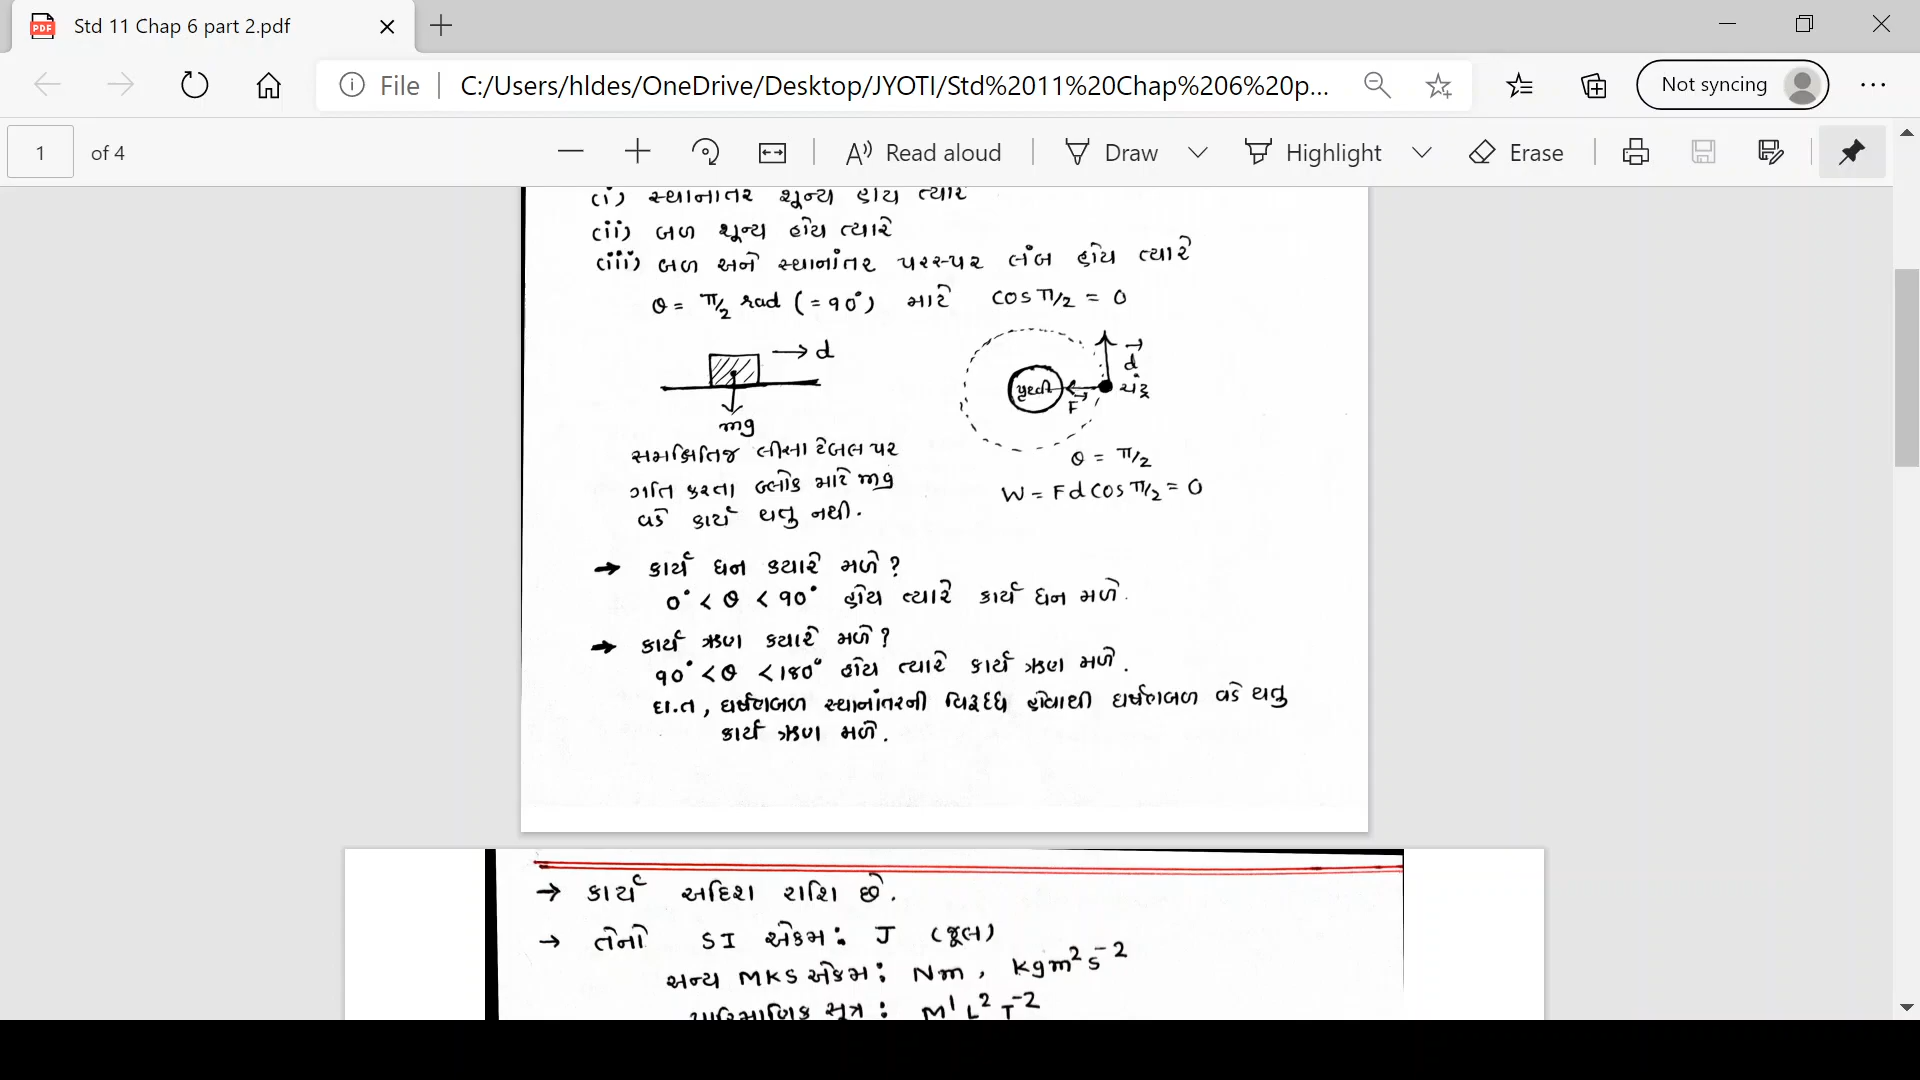 Std 11 Chap 6 part 2.pdf
File C:/Users/hldes/OneDrive/Desktop/JYOTI/Std%2011%20Chap%206%20p... Not syncing
1 of 4 Read aloud Draw Highlight Erase
(i) સ્થાનાંતર શૂન્ય હોય ત્યારે
(ii) બળ શૂન્ય હોય ત્યારે
(iii) બળ અને સ્થાનાંતર પરસ્પર લંબ હોય ત્યારે
θ = π/2 rad (= ૧૦°) માટે cos π/2 = 0
d
d
પૃથ્વી F ચંદ્ર
mg
સમક્ષિતિજ લીસા ટેબલ પર
ગતિ કરતા બ્લોક માટે mg
વડે કાર્ય થતુ નથી.
θ = π/2
W = Fd cos π/2 = 0
→ કાર્ય ધન કયારે મળે?
0° < θ < 90° હોય ત્યારે કાર્ય ધન મળે.
→ કાર્ય ઋણ કયારે મળે?
90° < θ < 180° હોય ત્યારે કાર્ય ઋણ મળે.
દા.ત, ઘર્ષણબળ સ્થાનાંતરની વિરૂદ્ધ હોવાથી ઘર્ષણબળ વડે થતુ
કાર્ય ઋણ મળે.
→ કાર્ય અદિશ રાશિ છે.
→ તેનો SI એકમ: J (જૂલ)
અન્ય MKS એકમ: Nm, kgm²s⁻²
પારિમાણિક સૂત્ર: M¹L²T⁻²